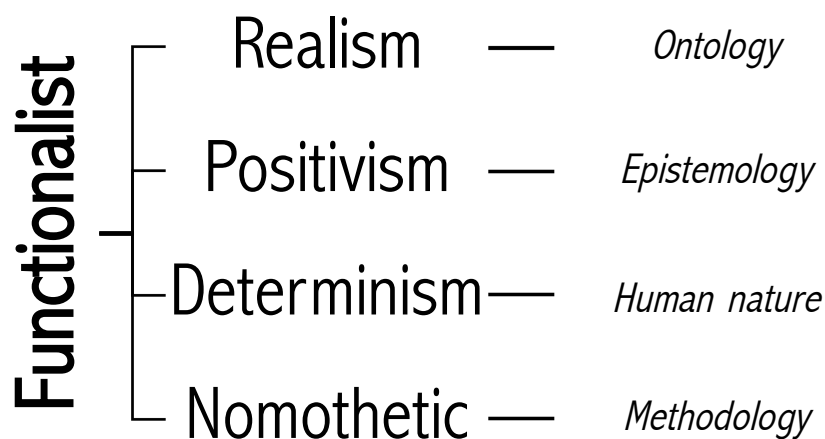 Functionalist
Realism — Ontology
Positivism — Epistemology
Determinism — Human nature
Nomothetic — Methodology